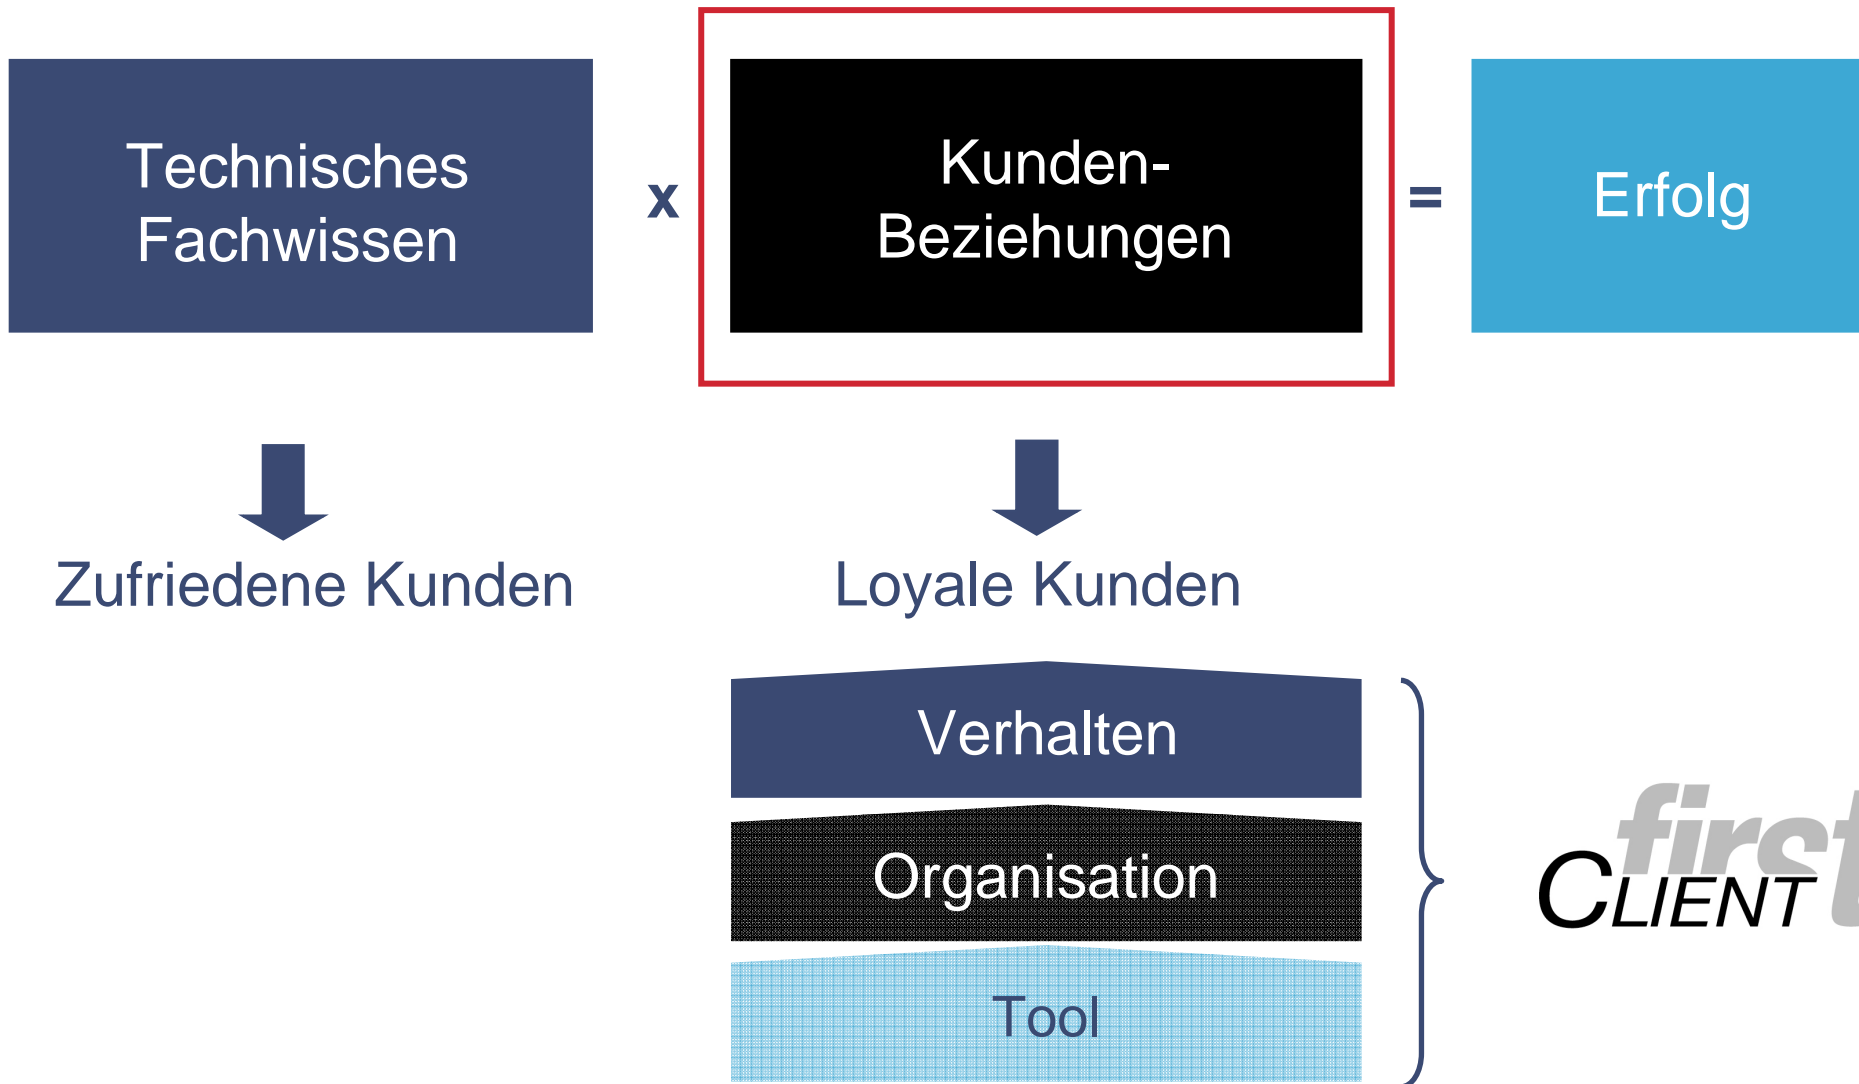 Technisches
Fachwissen
x
Kunden-
Beziehungen
=
Erfolg
Zufriedene Kunden
Loyale Kunden
Verhalten
Organisation
Tool
first
CLIENT